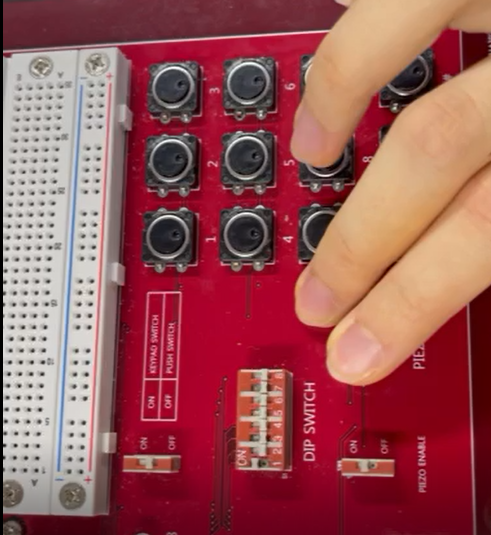 3
6
2
5
8
1
4
KEYPAD SWITCH
PUSH SWITCH
ON
OFF
ON
OFF
DIP SWITCH
ON
1 2 3 4 5 6 7 8
ON
OFF
PIEZO ENABLE